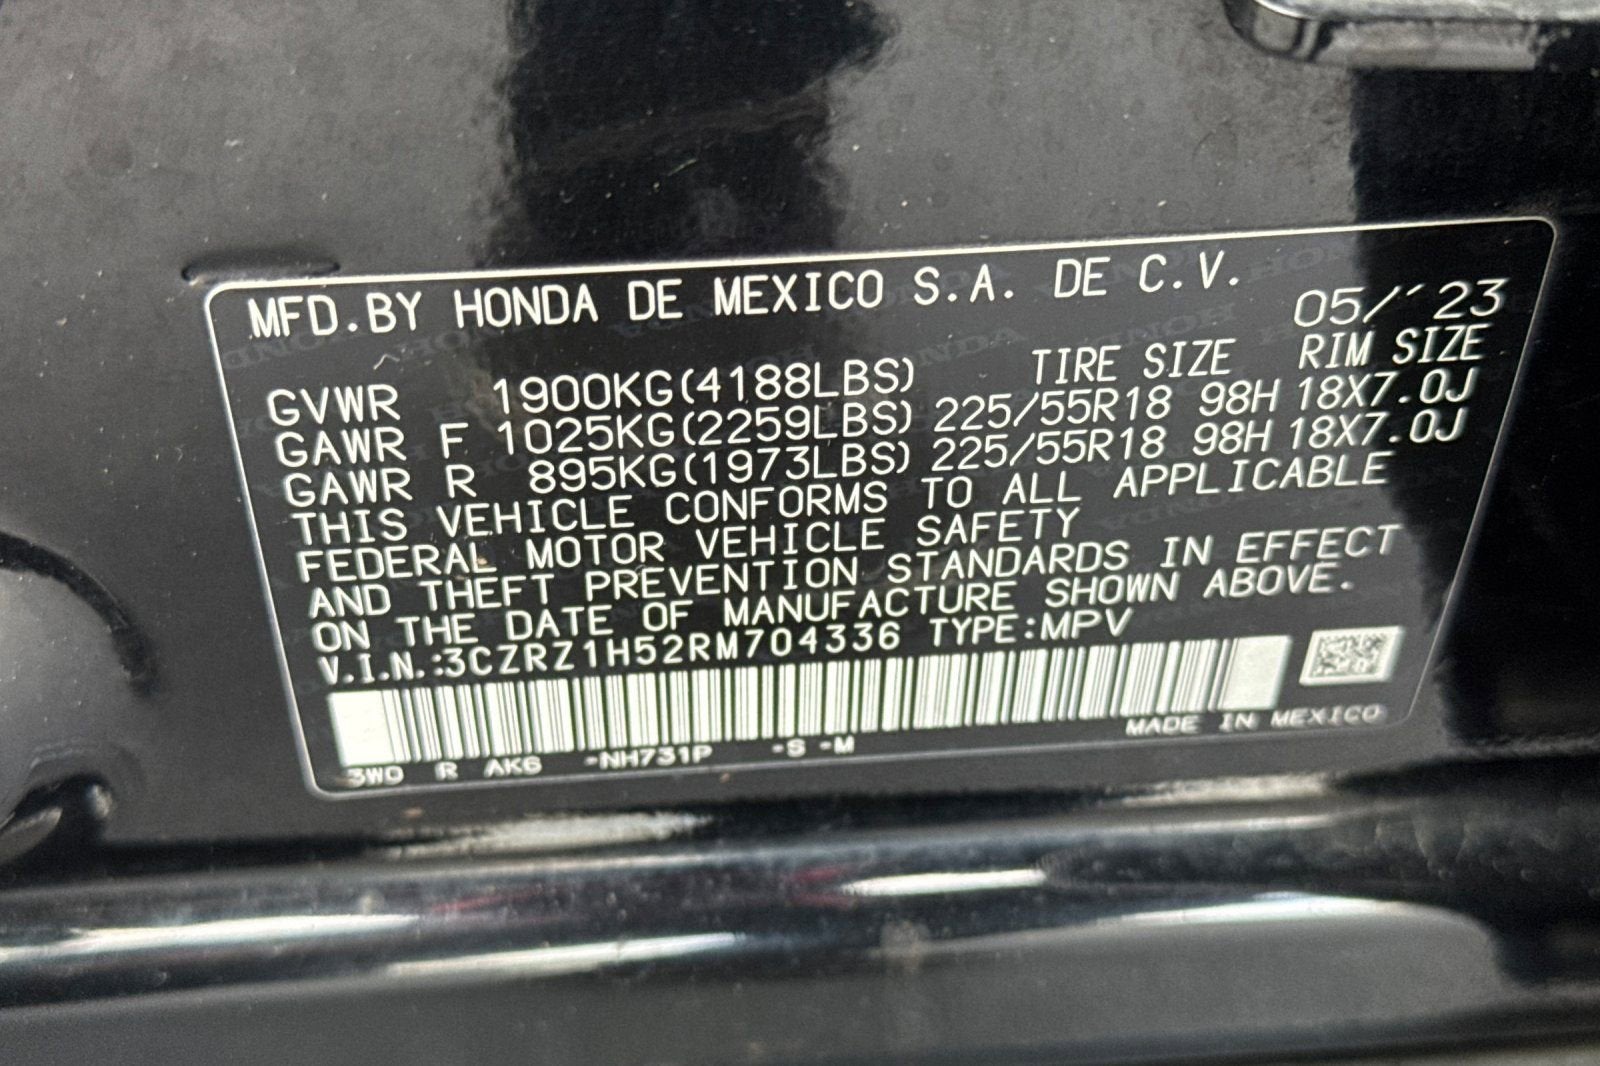 MFD.BY HONDA DE MEXICO S.A. DE C.V. 05/´23
TIRE SIZE RIM SIZE
GVWR 1900KG(4188LBS)
GAWR F 1025KG(2259LBS) 225/55R18 98H 18X7.0J
GAWR R 895KG(1973LBS) 225/55R18 98H 18X7.0J
THIS VEHICLE CONFORMS TO ALL APPLICABLE
FEDERAL MOTOR VEHICLE SAFETY
AND THEFT PREVENTION STANDARDS IN EFFECT
ON THE DATE OF MANUFACTURE SHOWN ABOVE.
V.I.N.:3CZRZ1H52RM704336 TYPE:MPV
3W0 R AK6 -NH731P -S -M MADE IN MEXICO